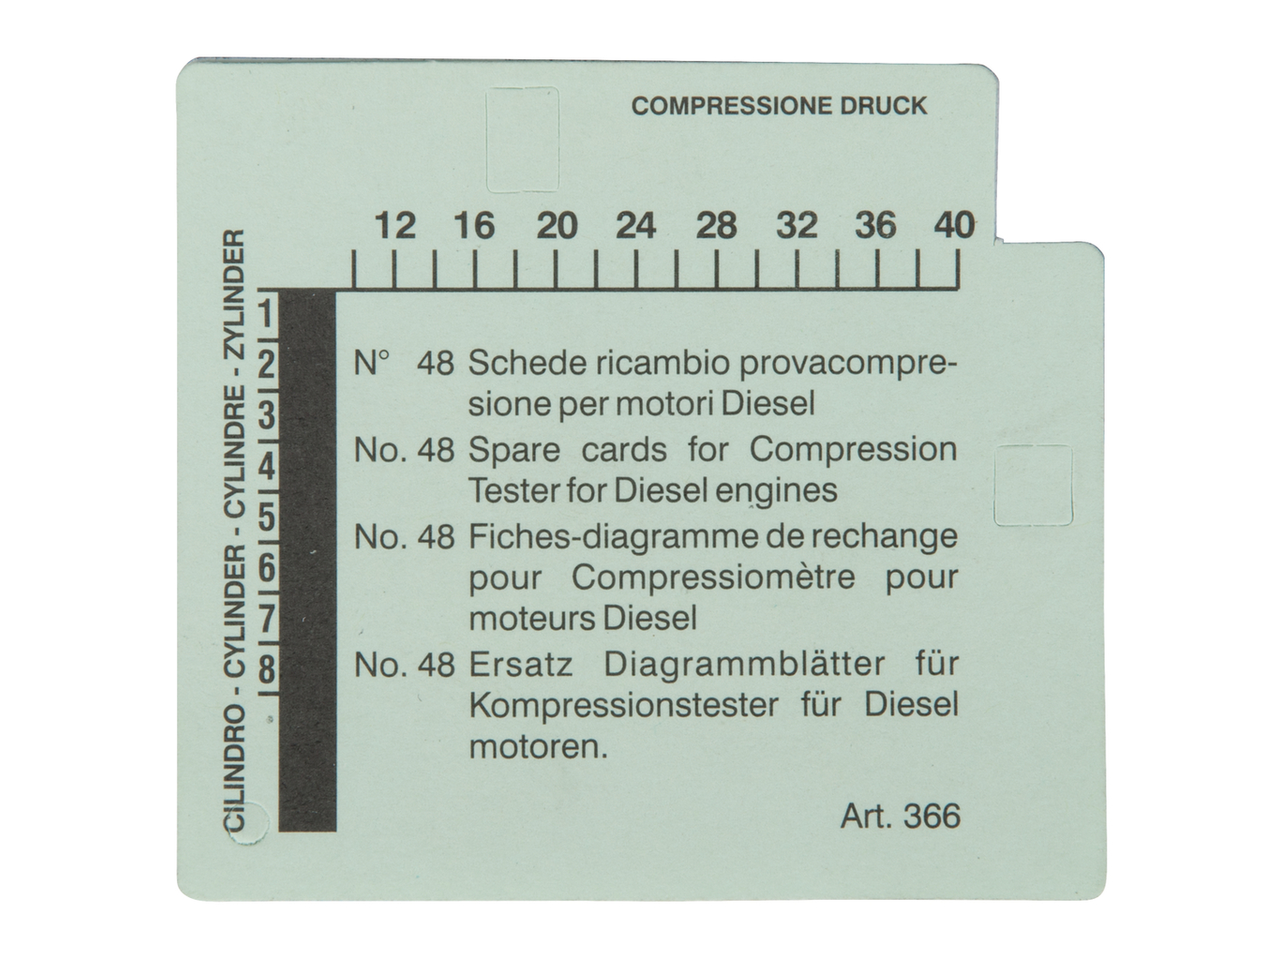 COMPRESSIONE DRUCK
12 16 20 24 28 32 36 40
CILINDRO - CYLINDER - CYLINDRE - ZYLINDER
1
2
3
4
5
6
7
8
N° 48 Schede ricambio provacompre-
sione per motori Diesel
No. 48 Spare cards for Compression
Tester for Diesel engines
No. 48 Fiches-diagramme de rechange
pour Compressiomètre pour
moteurs Diesel
No. 48 Ersatz Diagrammblätter für
Kompressionstester für Diesel
motoren.
Art. 366